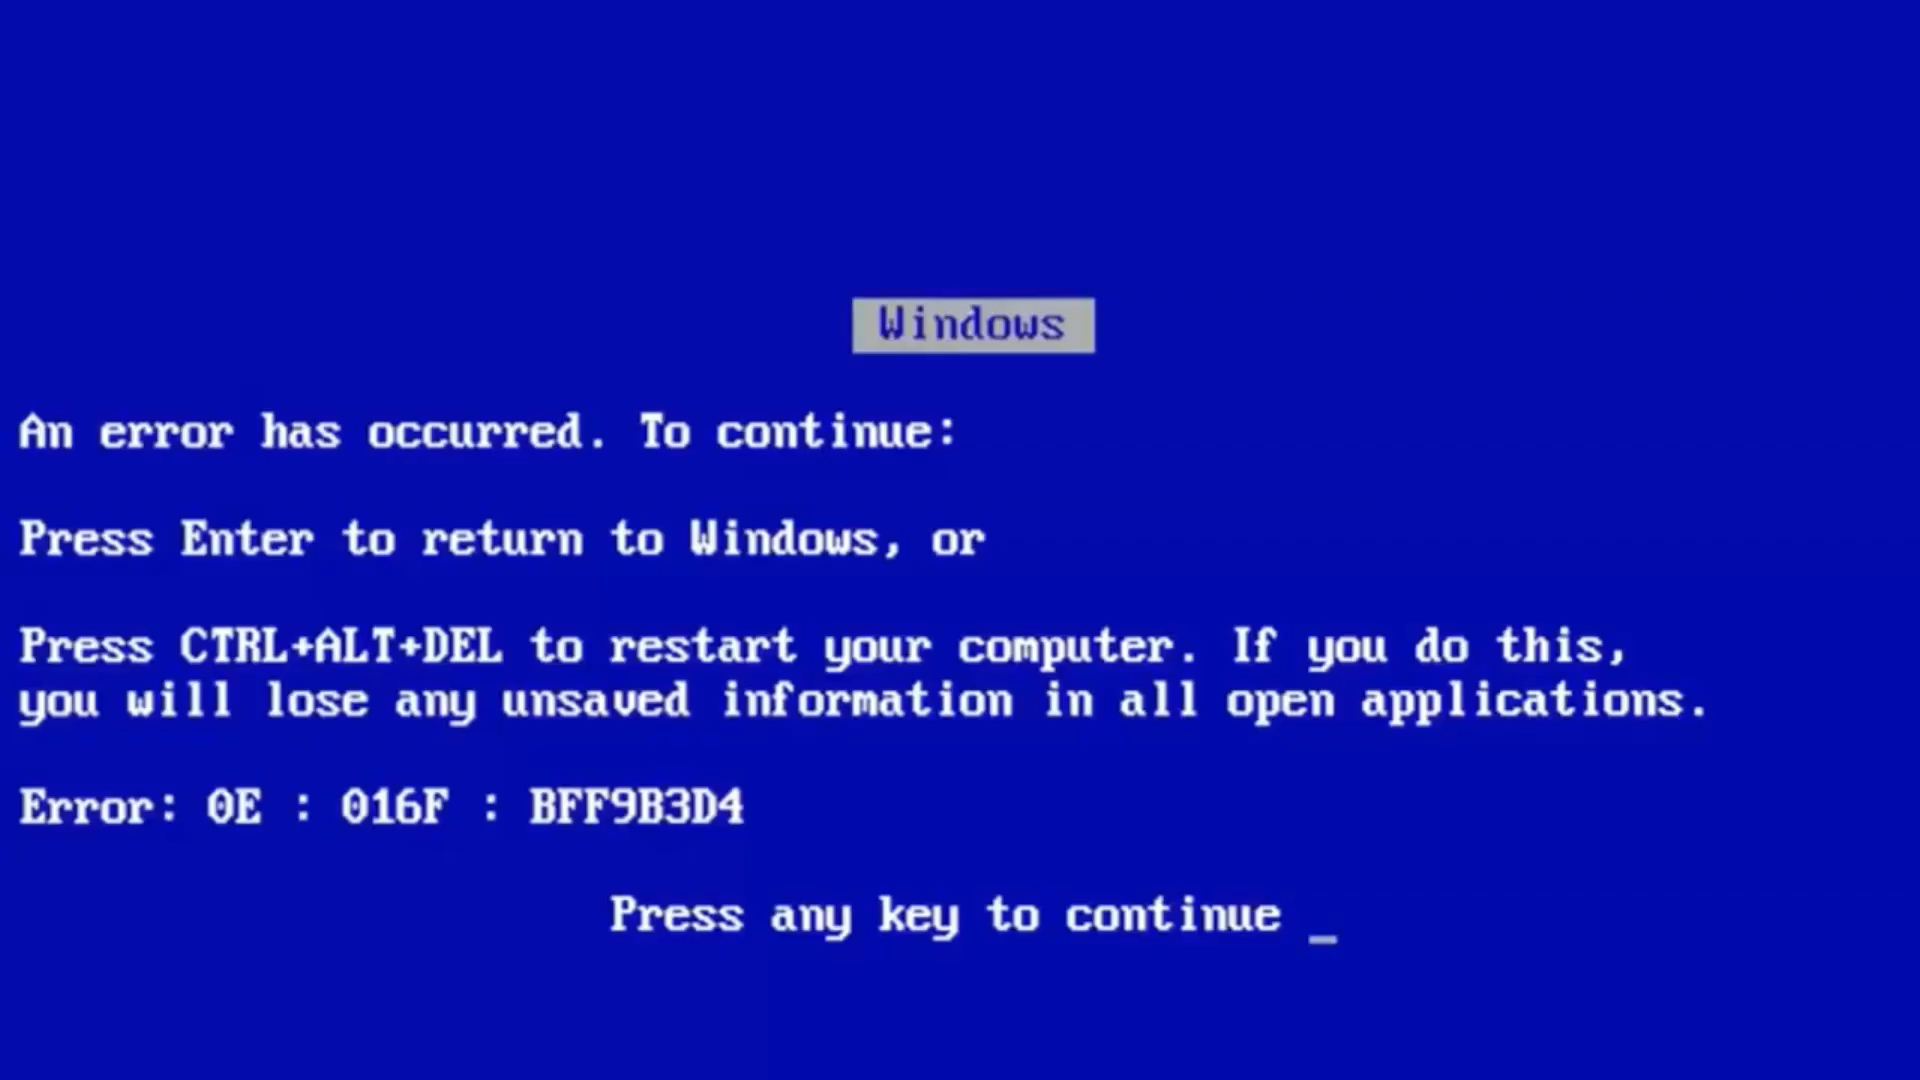 Windows
An error has occurred. To continue:
Press Enter to return to Windows, or
Press CTRL+ALT+DEL to restart your computer. If you do this,
you will lose any unsaved information in all open applications.
Error: 0E : 016F : BFF9B3D4
Press any key to continue _